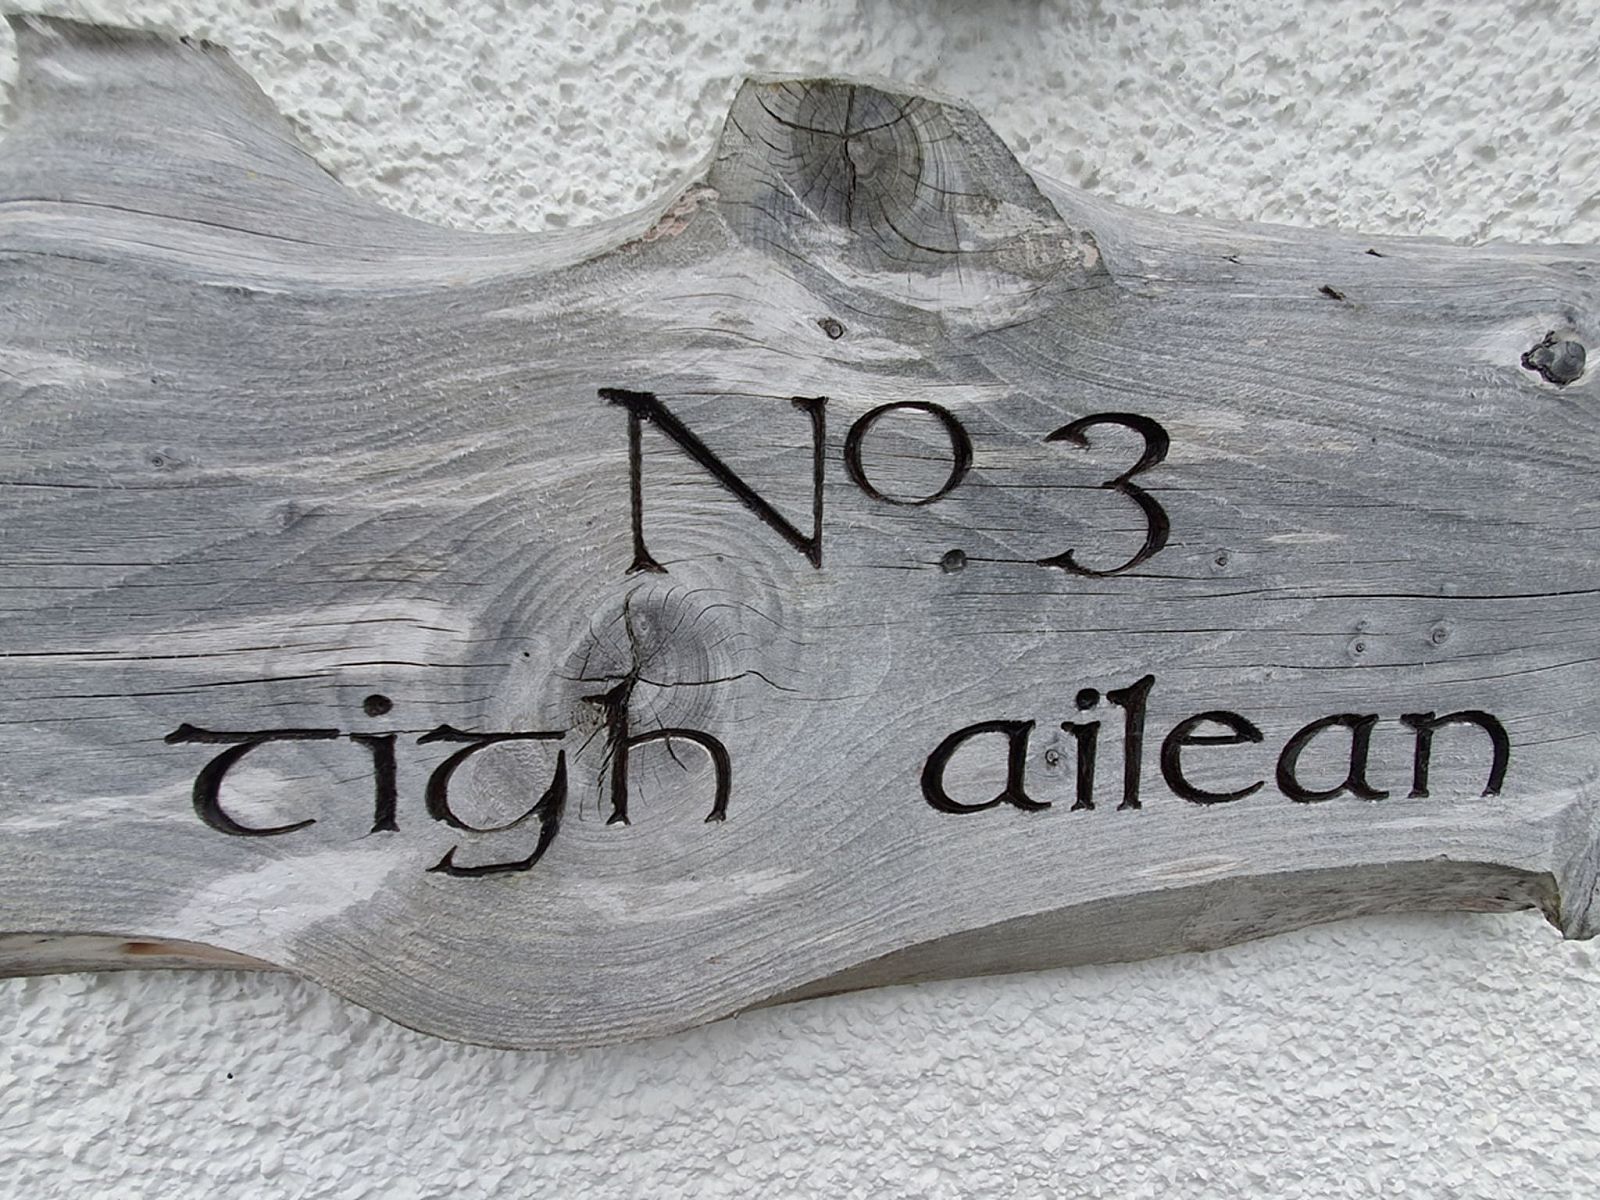 Nº 3
tigh ailean